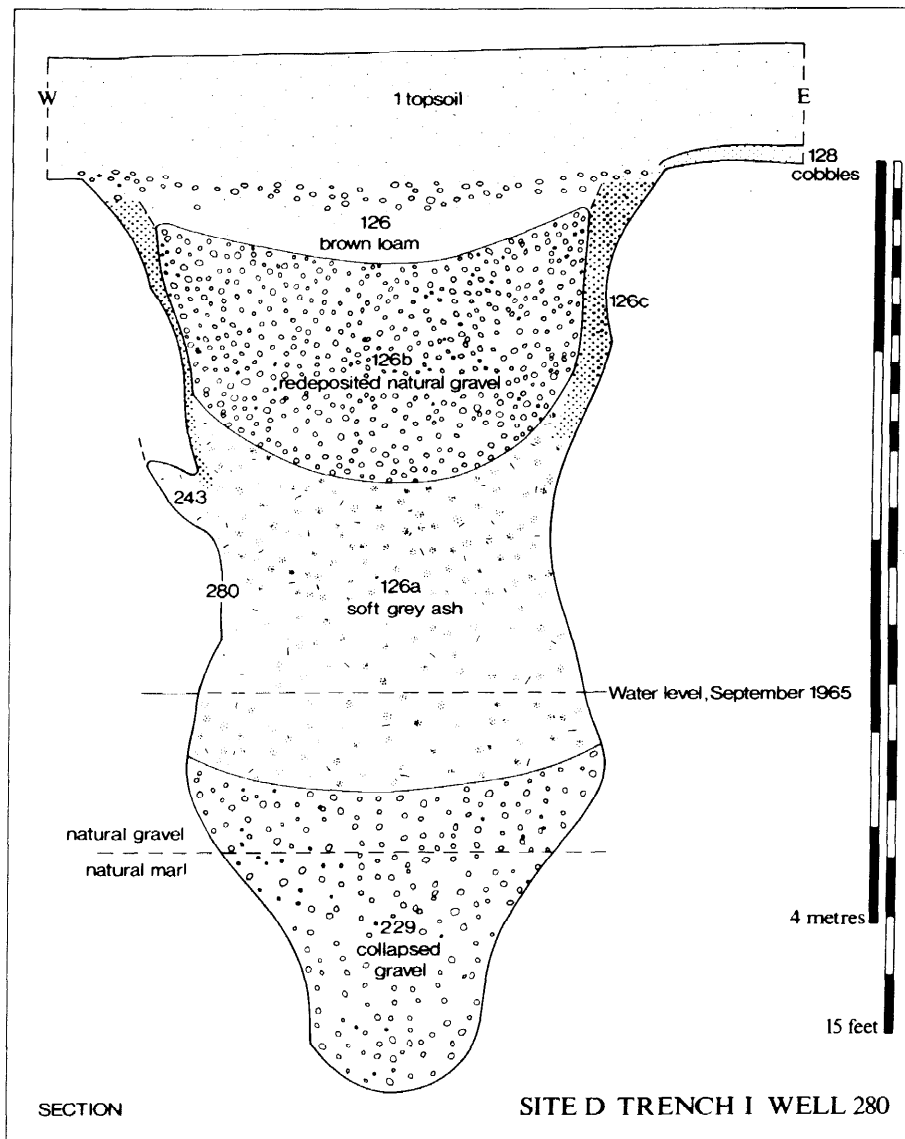 W
1 topsoil
E
128
cobbles
126
brown loam
126c
126b
redeposited natural gravel
243
280
126a
soft grey ash
Water level, September 1965
natural gravel
natural marl
229
collapsed
gravel
4 metres
15 feet
SECTION
SITE D TRENCH I WELL 280